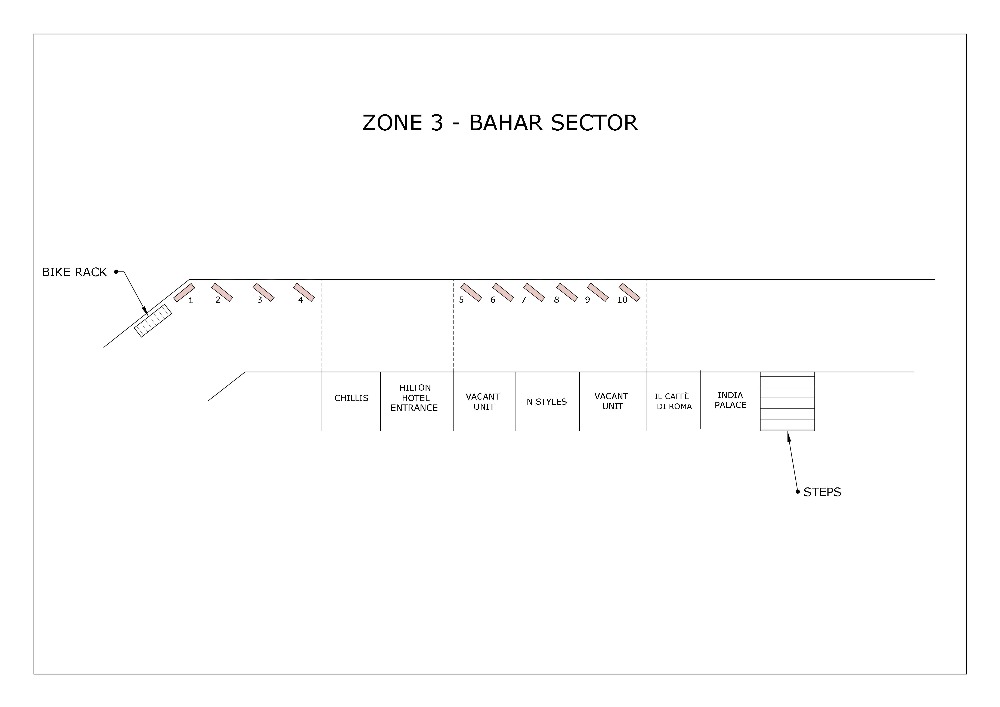 ZONE 3 - BAHAR SECTOR
BIKE RACK
1 2 3 4 5 6 7 8 9 10
CHILLIS
HILTON
HOTEL
ENTRANCE
VACANT
UNIT
N STYLES
VACANT
UNIT
IL CAFFÈ
DI ROMA
INDIA
PALACE
STEPS